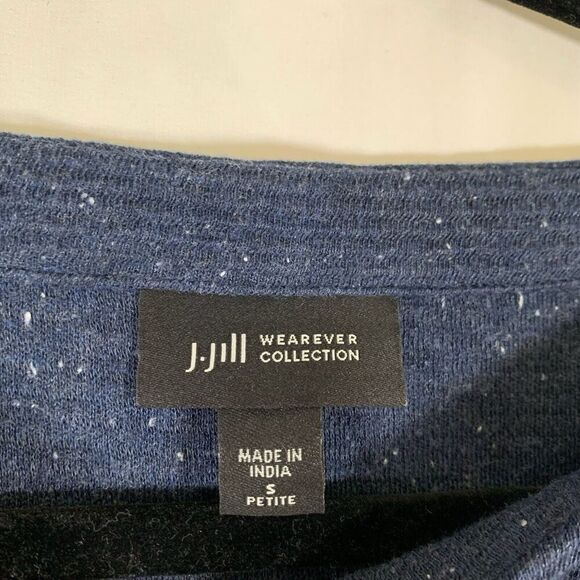 J.Jill WEAREVER
COLLECTION
MADE IN
INDIA
S
PETITE